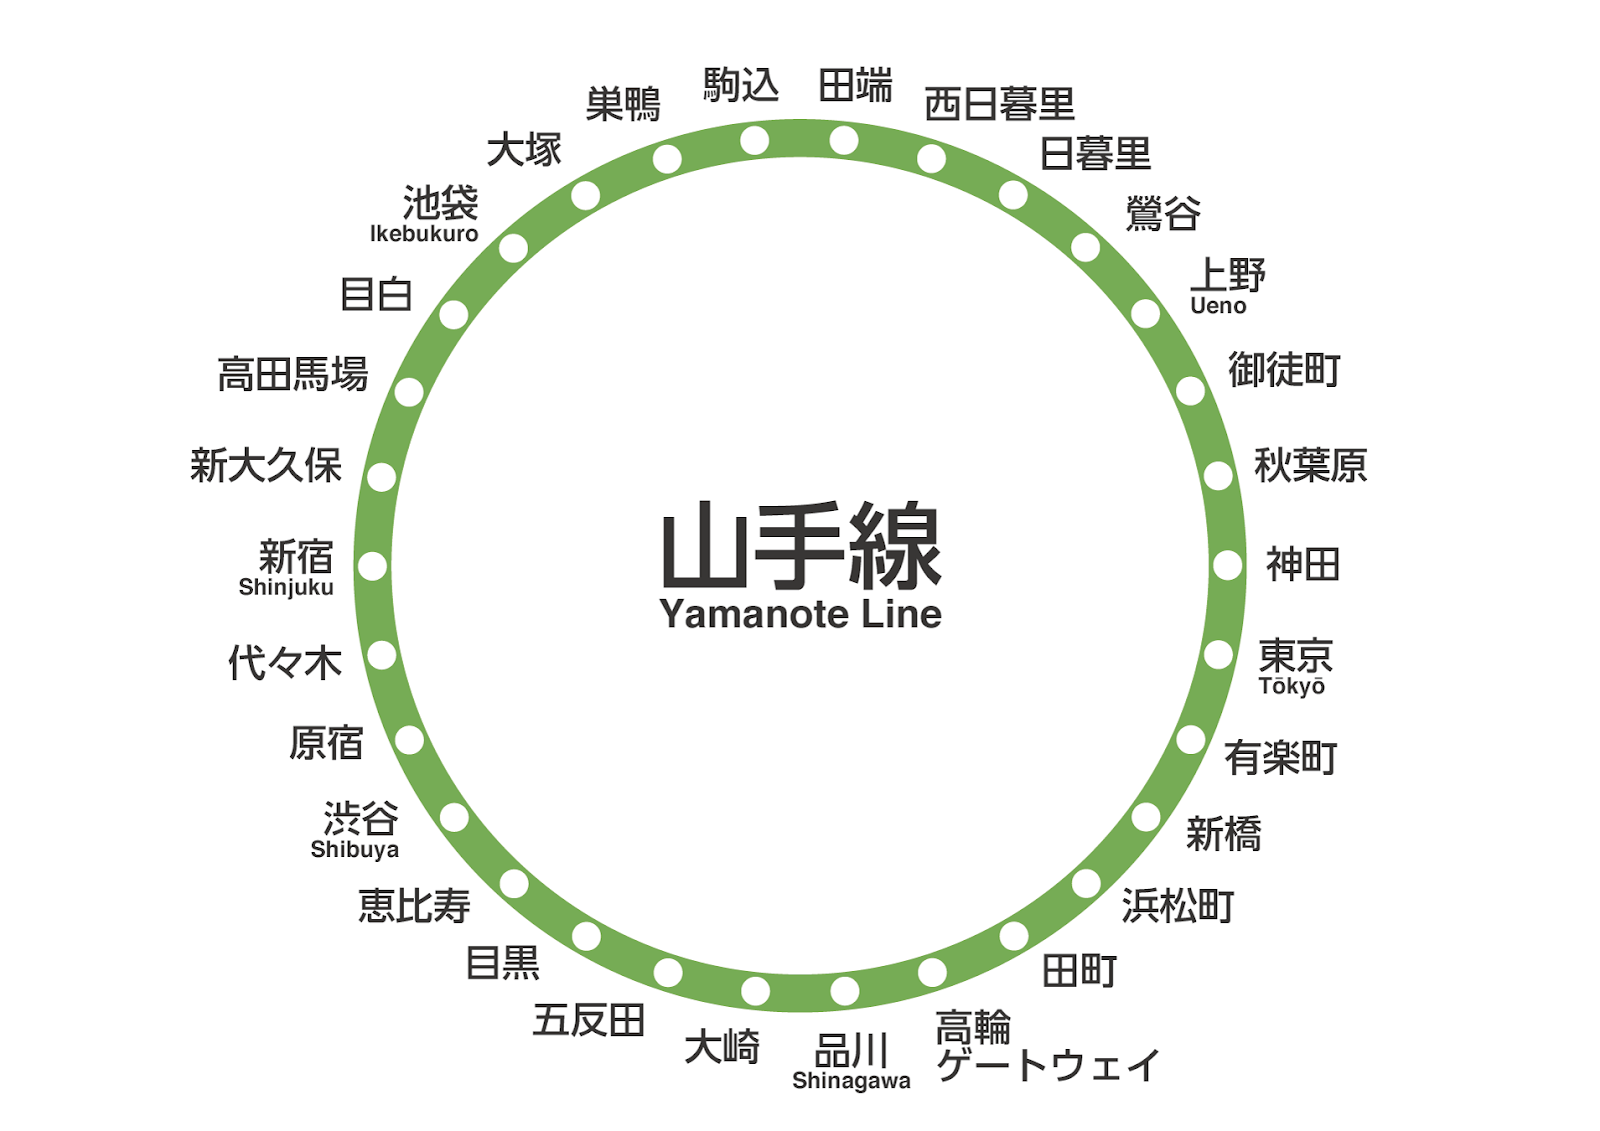 駒込
田端
西日暮里
日暮里
鶯谷
上野
Ueno
御徒町
秋葉原
神田
東京
Tōkyō
有楽町
新橋
浜松町
田町
高輪
ゲートウェイ
品川
Shinagawa
大崎
五反田
目黒
恵比寿
渋谷
Shibuya
原宿
代々木
新宿
Shinjuku
新大久保
高田馬場
目白
池袋
Ikebukuro
大塚
巣鴨
山手線
Yamanote Line